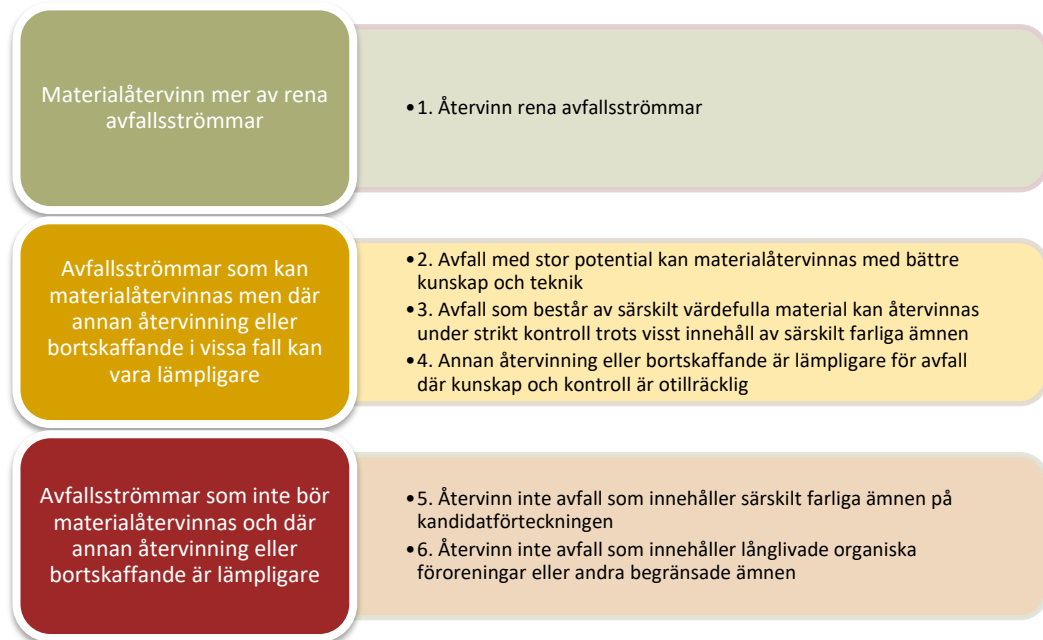 Materialåtervinn mer av rena
avfallsströmmar
•1. Återvinn rena avfallsströmmar
Avfallsströmmar som kan
materialåtervinnas men där
annan återvinning eller
bortskaffande i vissa fall kan
vara lämpligare
•2. Avfall med stor potential kan materialåtervinnas med bättre
kunskap och teknik
•3. Avfall som består av särskilt värdefulla material kan återvinnas
under strikt kontroll trots visst innehåll av särskilt farliga ämnen
•4. Annan återvinning eller bortskaffande är lämpligare för avfall
där kunskap och kontroll är otillräcklig
Avfallsströmmar som inte bör
materialåtervinnas och där
annan återvinning eller
bortskaffande är lämpligare
•5. Återvinn inte avfall som innehåller särskilt farliga ämnen på
kandidatförteckningen
•6. Återvinn inte avfall som innehåller långlivade organiska
föroreningar eller andra begränsade ämnen